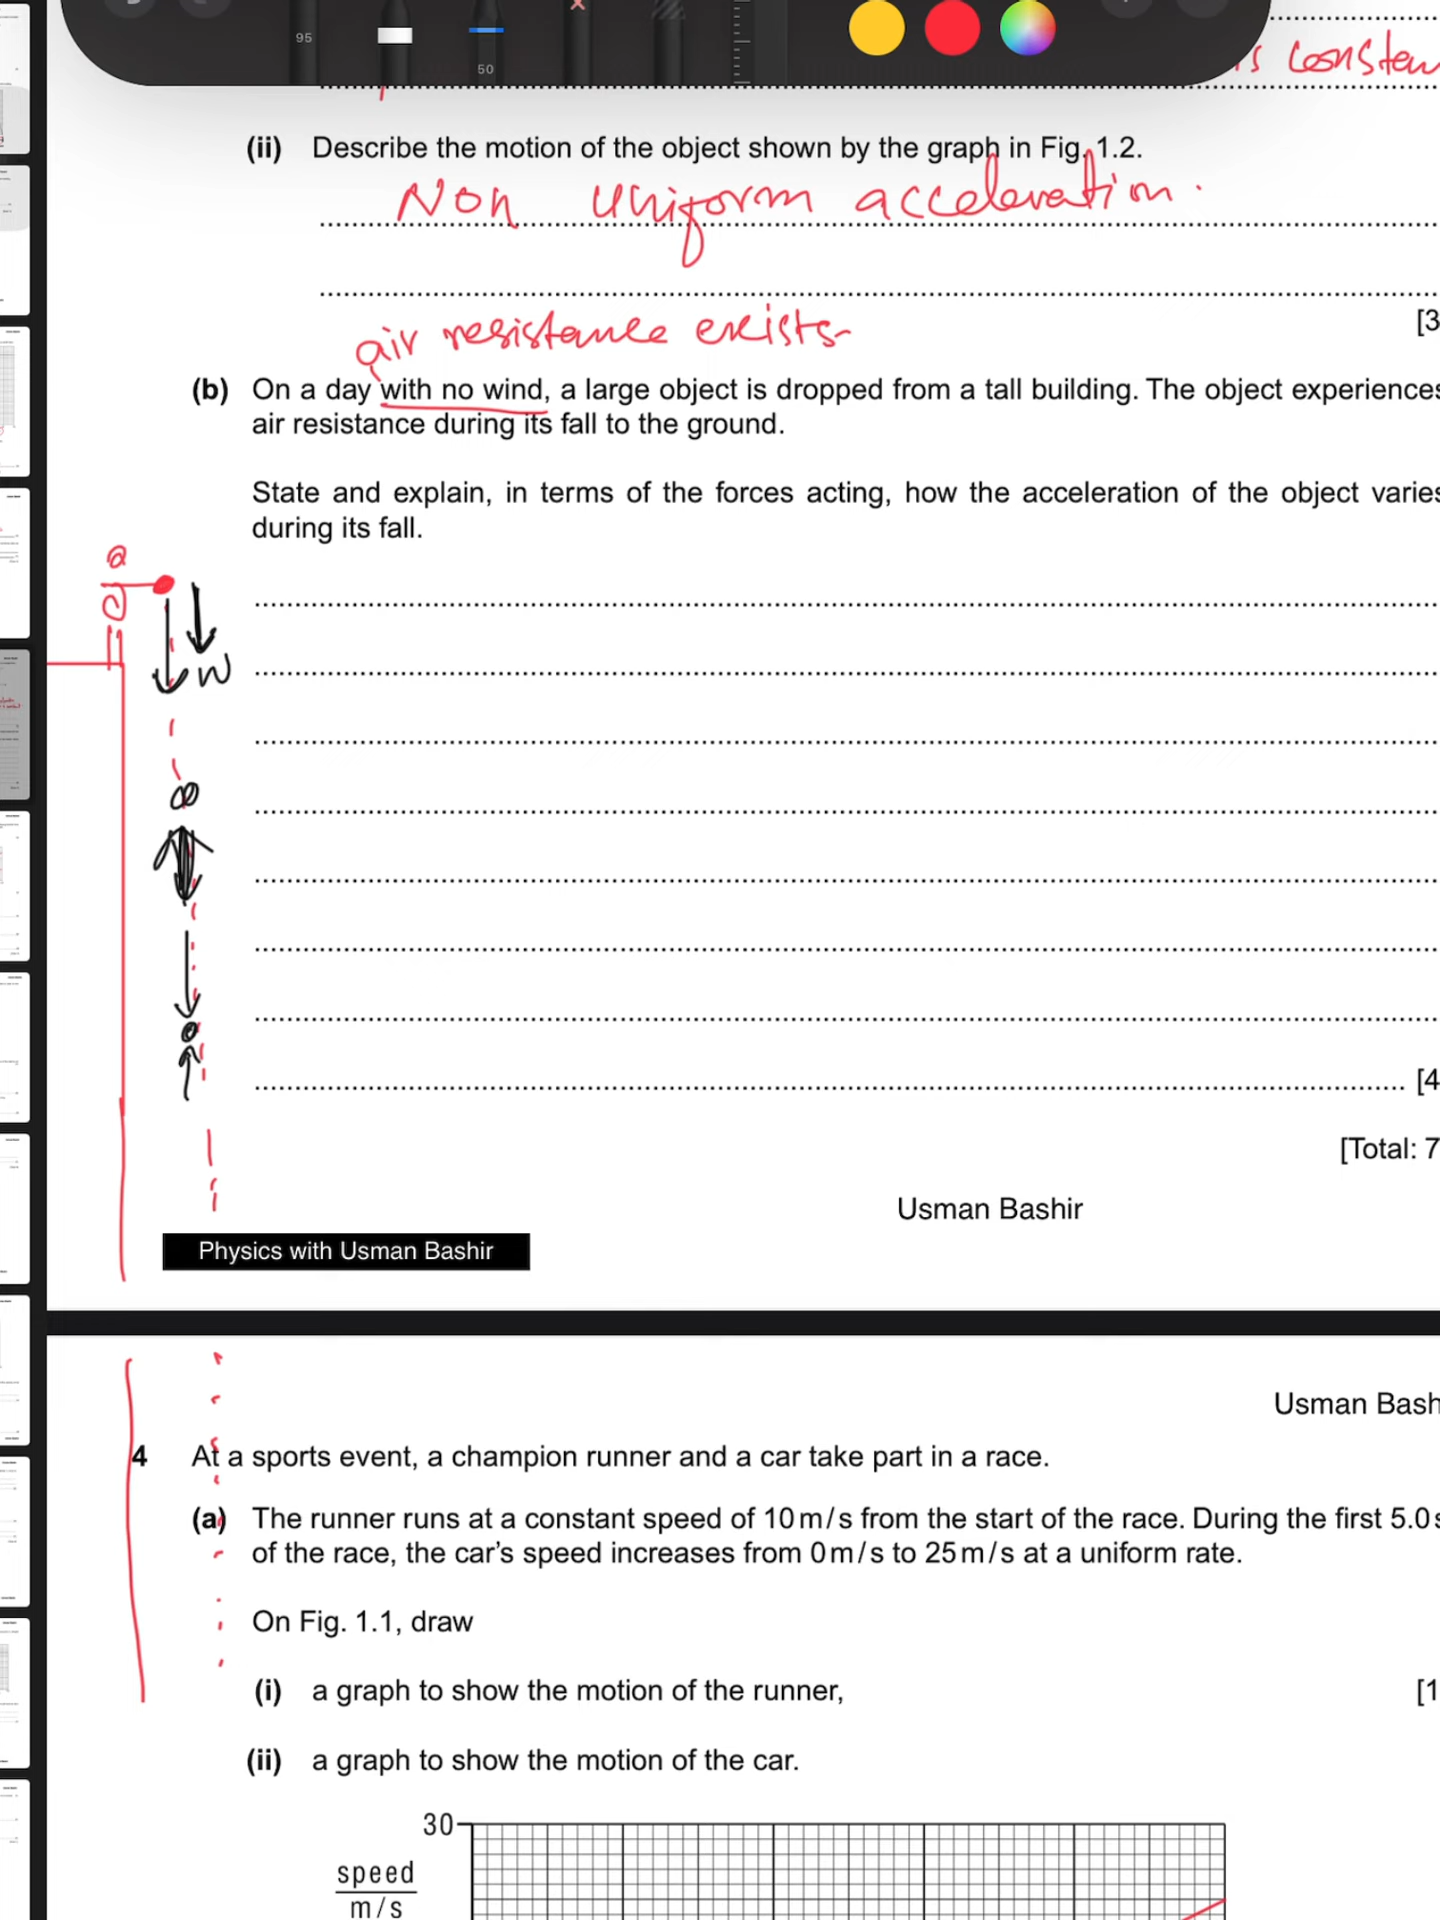 95
50
s constan
(ii) Describe the motion of the object shown by the graph in Fig. 1.2.
Non uniform acceleration.
[3
air resistance exists
(b) On a day with no wind, a large object is dropped from a tall building. The object experiences
air resistance during its fall to the ground.
State and explain, in terms of the forces acting, how the acceleration of the object varies
during its fall.
W
[4
[Total: 7
Usman Bashir
Physics with Usman Bashir
Usman Bash
4 At a sports event, a champion runner and a car take part in a race.
(a) The runner runs at a constant speed of 10 m/s from the start of the race. During the first 5.0 s
of the race, the car's speed increases from 0 m/s to 25 m/s at a uniform rate.
On Fig. 1.1, draw
(i) a graph to show the motion of the runner,
[1
(ii) a graph to show the motion of the car.
30
speed
m/s